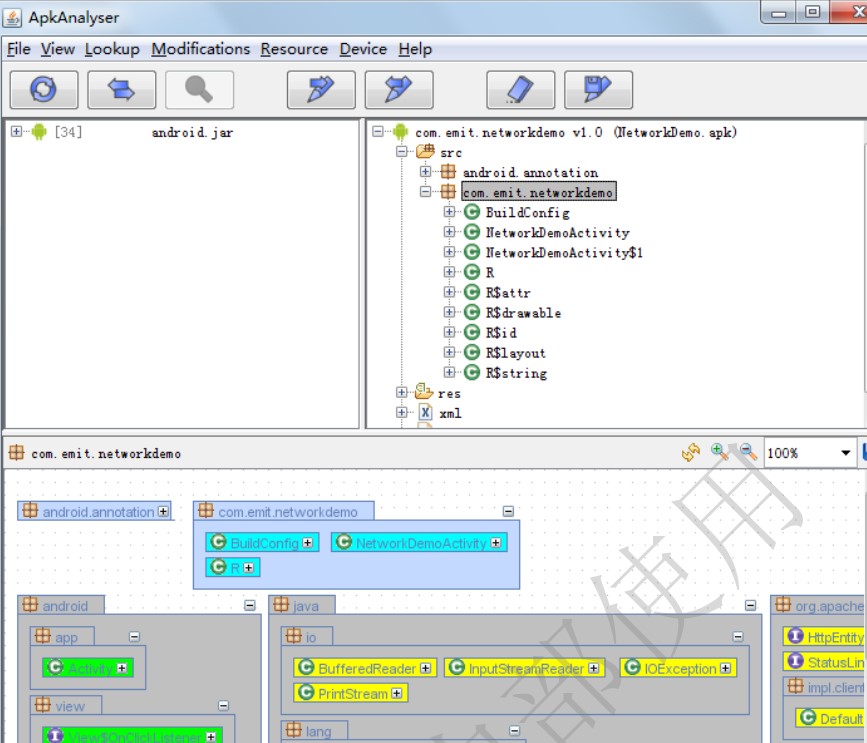 ApkAnalyser
File View Lookup Modifications Resource Device Help
[34] android.jar
com.emit.networkdemo v1.0 (NetworkDemo.apk)
src
android.annotation
com.emit.networkdemo
BuildConfig
NetworkDemoActivity
NetworkDemoActivity$1
R
R$attr
R$drawable
R$id
R$layout
R$string
res
xml
com.emit.networkdemo
100%
android.annotation
com.emit.networkdemo
BuildConfig NetworkDemoActivity
R
android
java
org.apache
app
io
HttpEntity
Activity
BufferedReader InputStreamReader IOException
StatusLin
PrintStream
impl.client
view
lang
Default
View$OnClickListener
部使用